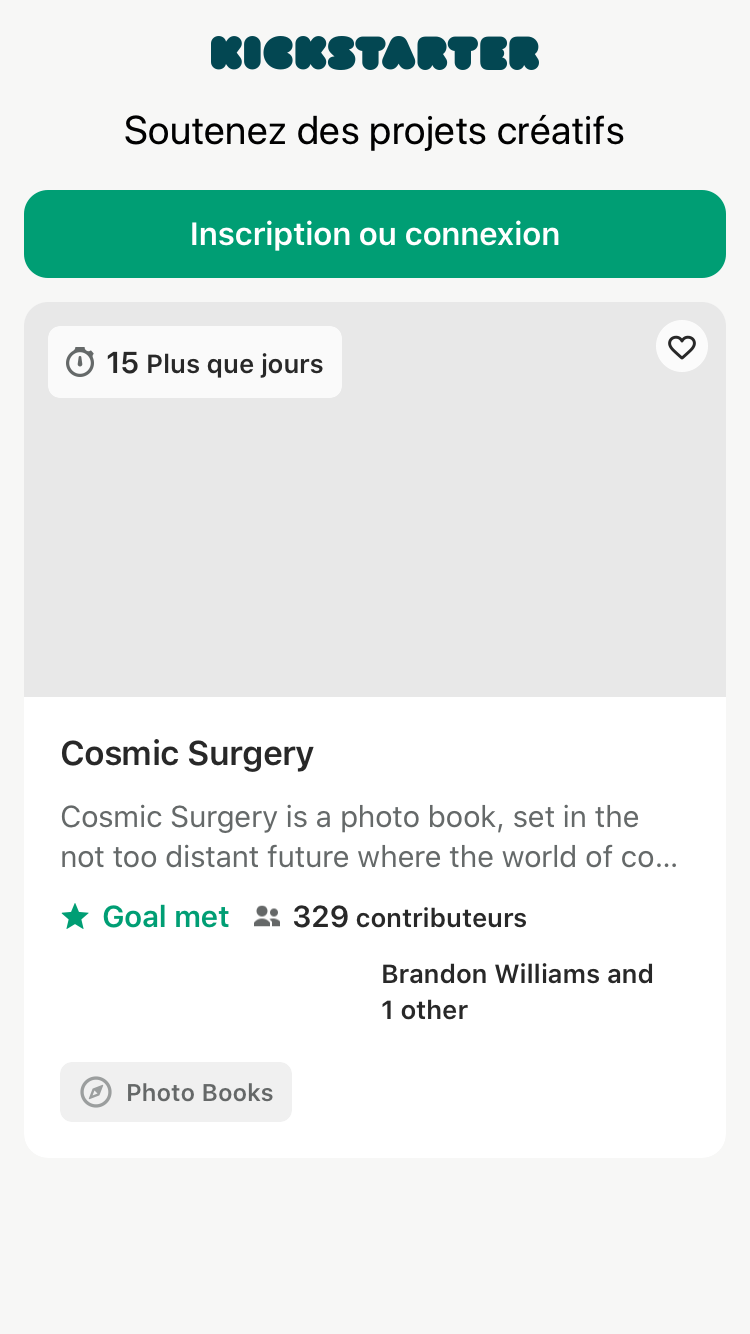 KICKSTARTER
Soutenez des projets créatifs
Inscription ou connexion
15 Plus que jours
Cosmic Surgery
Cosmic Surgery is a photo book, set in the
not too distant future where the world of co...
Goal met 329 contributeurs
Brandon Williams and
1 other
Photo Books